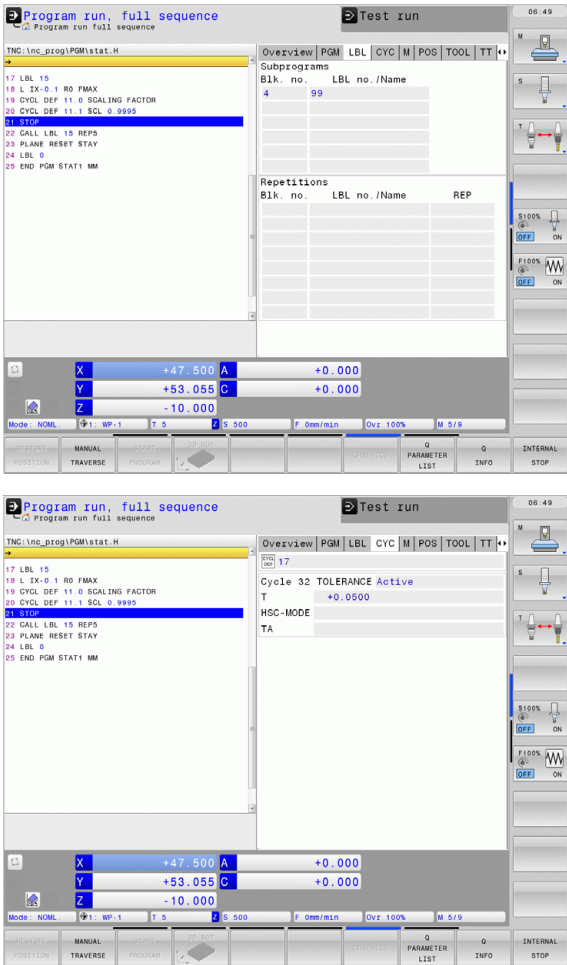 Program run, full sequence
Program run full sequence
Test run
06:49
TNC:\nc_prog\PGM\stat.H
→
17 LBL 15
18 L IX-0.1 R0 FMAX
19 CYCL DEF 11.0 SCALING FACTOR
20 CYCL DEF 11.1 SCL 0.9995
21 STOP
22 CALL LBL 15 REP5
23 PLANE RESET STAY
24 LBL 0
25 END PGM STAT1 MM
Overview PGM LBL CYC M POS TOOL TT
Subprograms
Blk. no. LBL no./Name
4 99
Repetitions
Blk. no. LBL no./Name REP
M
S
T
S100%
OFF ON
F100%
OFF ON
X +47.500 A +0.000
Y +53.055 C +0.000
Z -10.000
Mode: NOML. 1: WP-1 T 5 Z S 500 F 0mm/min Ovr 100% M 5/9
RESTORE POSITION
MANUAL TRAVERSE
START PROGRAM
3D ROT
Q PARAMETER LIST
Q INFO
INTERNAL STOP
Program run, full sequence
Program run full sequence
Test run
06:49
TNC:\nc_prog\PGM\stat.H
→
17 LBL 15
18 L IX-0.1 R0 FMAX
19 CYCL DEF 11.0 SCALING FACTOR
20 CYCL DEF 11.1 SCL 0.9995
21 STOP
22 CALL LBL 15 REP5
23 PLANE RESET STAY
24 LBL 0
25 END PGM STAT1 MM
Overview PGM LBL CYC M POS TOOL TT
CYCL DEF 17
Cycle 32 TOLERANCE Active
T +0.0500
HSC-MODE
TA
M
S
T
S100%
OFF ON
F100%
OFF ON
X +47.500 A +0.000
Y +53.055 C +0.000
Z -10.000
Mode: NOML. 1: WP-1 T 5 Z S 500 F 0mm/min Ovr 100% M 5/9
RESTORE POSITION
MANUAL TRAVERSE
START PROGRAM
3D ROT
Q PARAMETER LIST
Q INFO
INTERNAL STOP